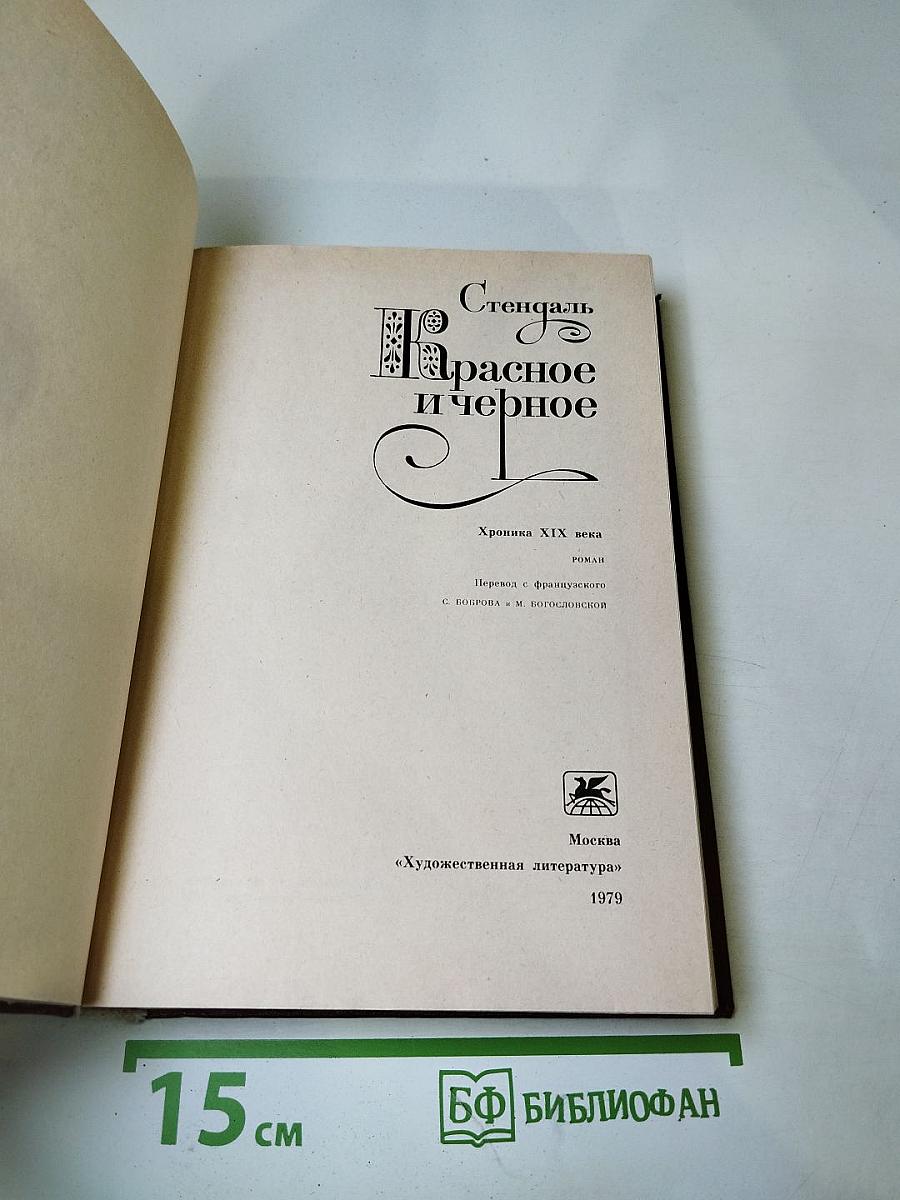 Стендаль
Красное
и черное
Хроника XIX века
РОМАН
Перевод с французского
С. БОБРОВА и М. БОГОСЛОВСКОЙ
Москва
«Художественная литература»
1979
15 см
БФ БИБЛИОФАН